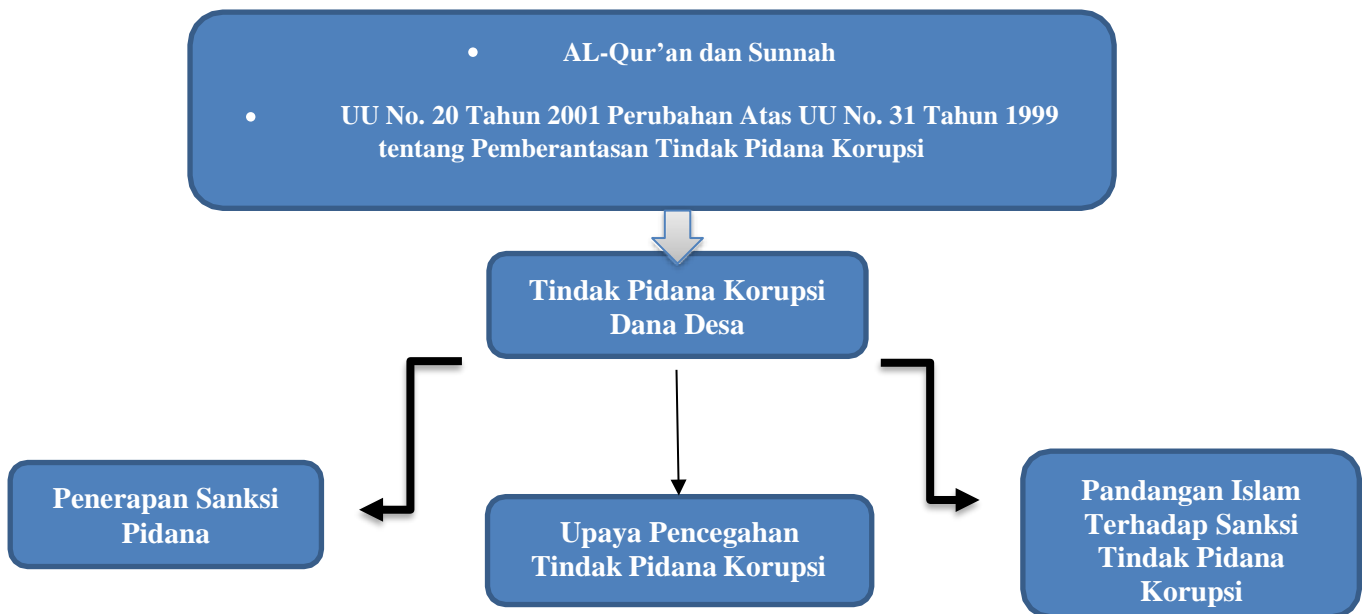 • AL-Qur’an dan Sunnah
• UU No. 20 Tahun 2001 Perubahan Atas UU No. 31 Tahun 1999
tentang Pemberantasan Tindak Pidana Korupsi
Tindak Pidana Korupsi
Dana Desa
Penerapan Sanksi
Pidana
Upaya Pencegahan
Tindak Pidana Korupsi
Pandangan Islam
Terhadap Sanksi
Tindak Pidana
Korupsi